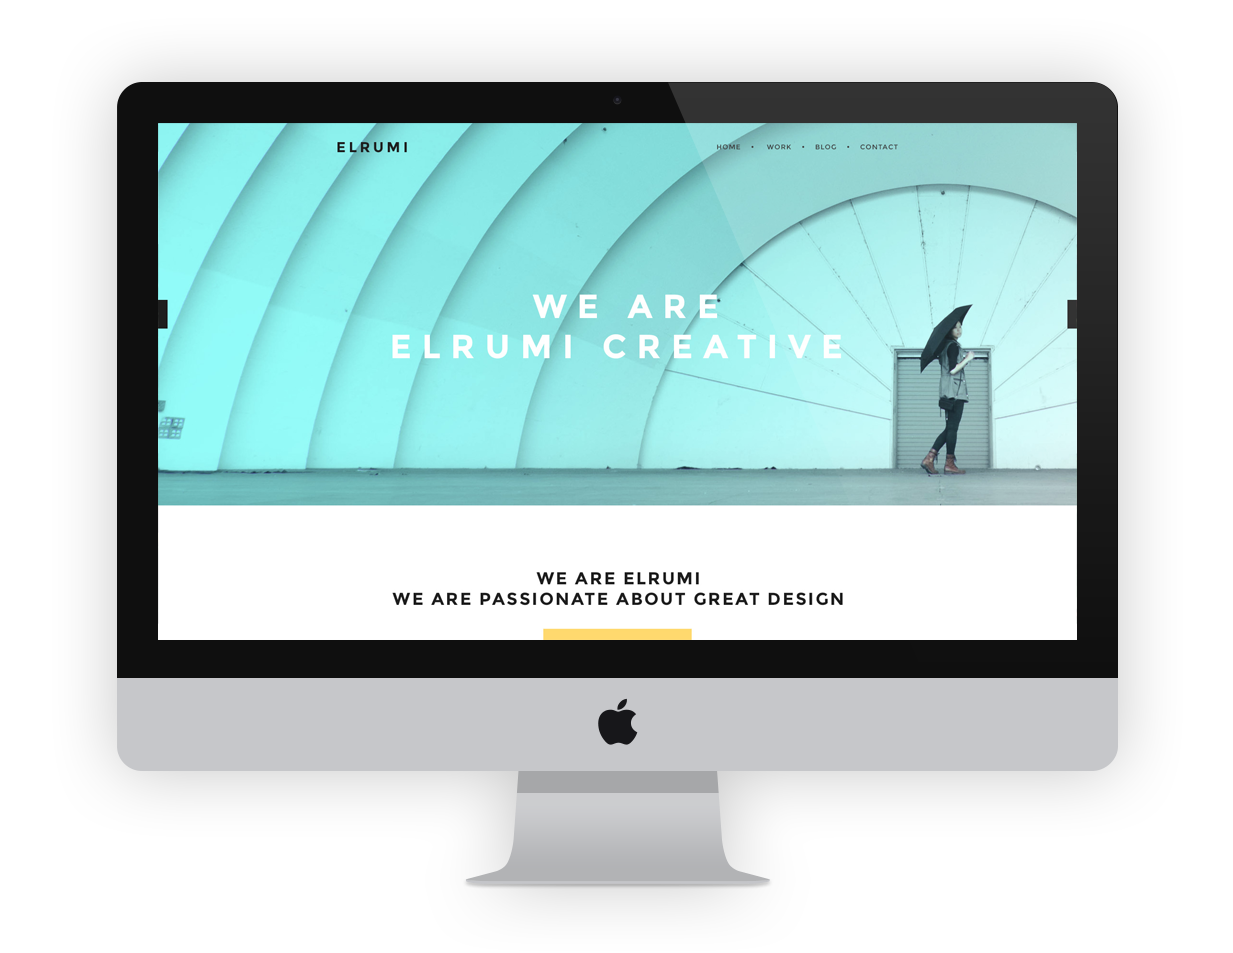 ELRUMI
HOME • WORK • BLOG • CONTACT
WE ARE
ELRUMI CREATIVE
WE ARE ELRUMI
WE ARE PASSIONATE ABOUT GREAT DESIGN